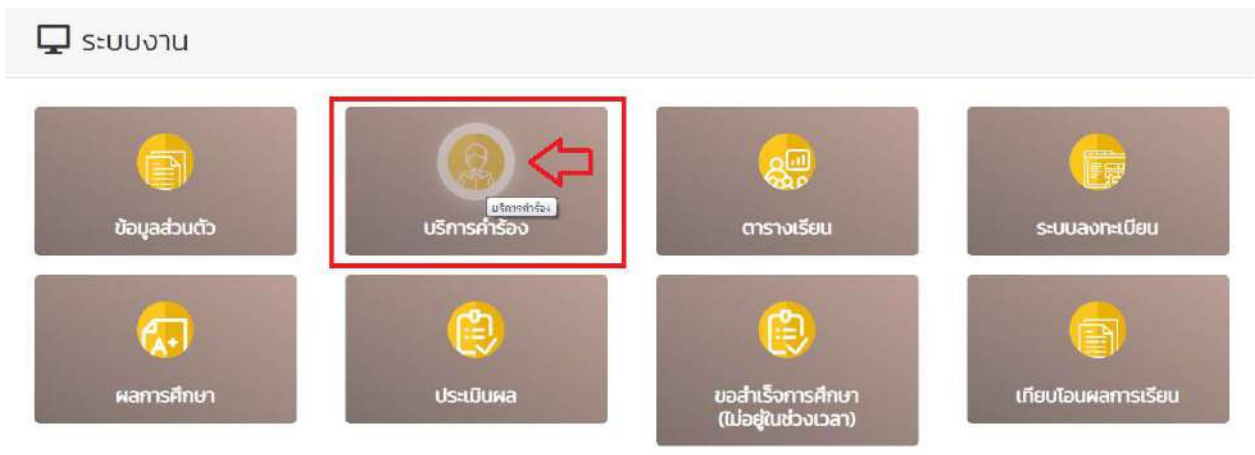 ระบบงาน
ข้อมูลส่วนตัว
บริการคำร้อง
บริการคำร้อง
ตารางเรียน
ระบบลงทะเบียน
A+
ผลการศึกษา
ประเมินผล
ขอสำเร็จการศึกษา
(ไม่อยู่ในช่วงเวลา)
เทียบโอนผลการเรียน